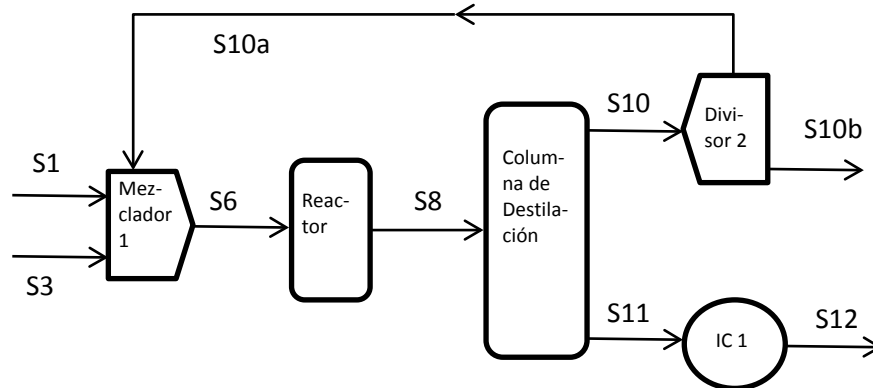 S10a
S10
Divi-
sor 2
S10b
S1
Mez-
clador
1
S3
S6
Reac-
tor
S8
Colum-
na de
Destila-
ción
S11
IC 1
S12